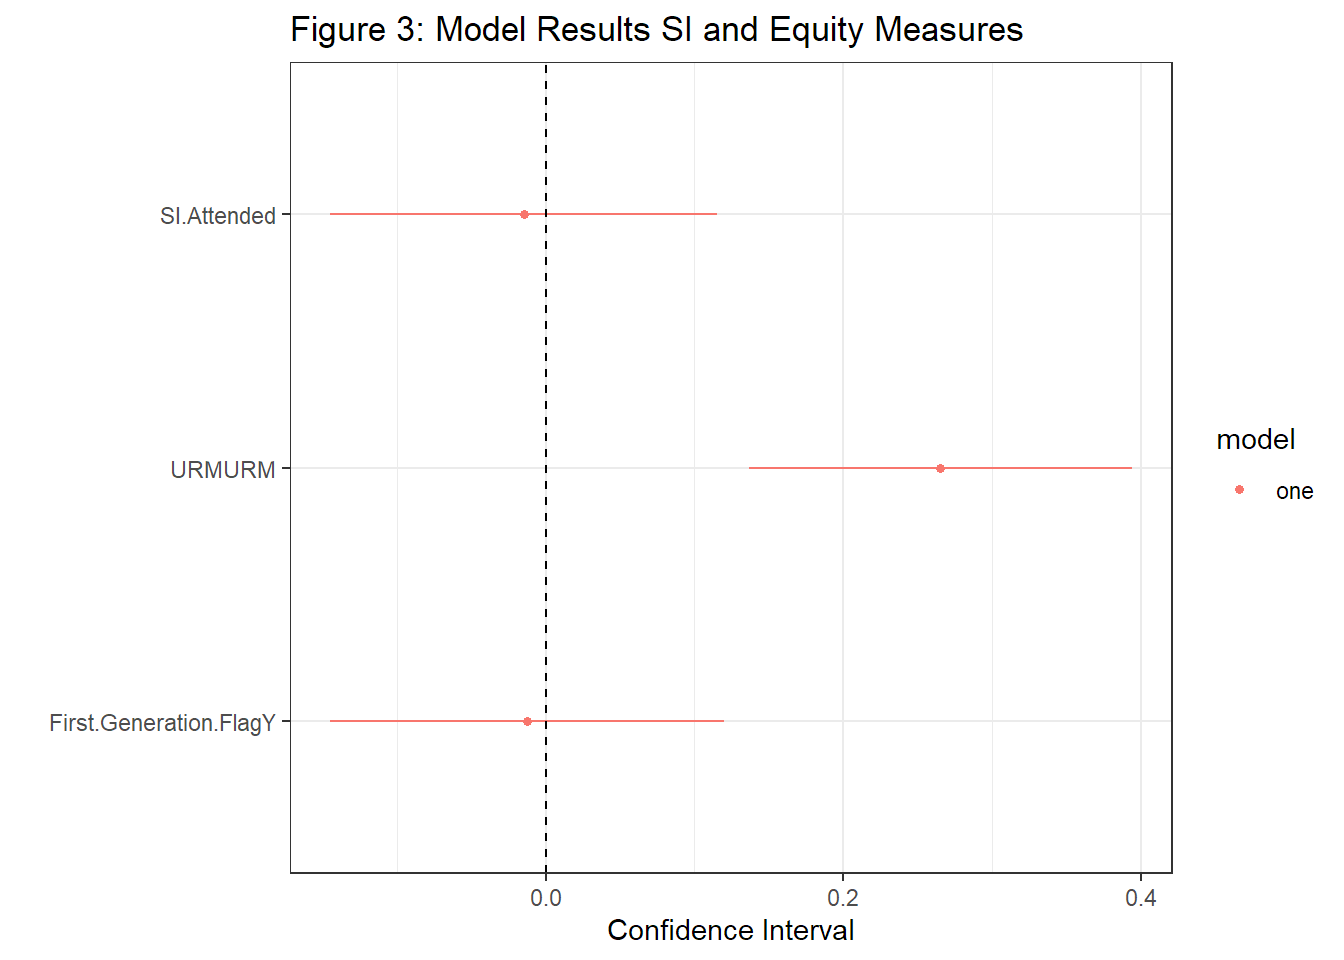 Figure 3: Model Results SI and Equity Measures
SI.Attended
URMURM
First.Generation.FlagY
0.0
0.2
0.4
Confidence Interval
model
one